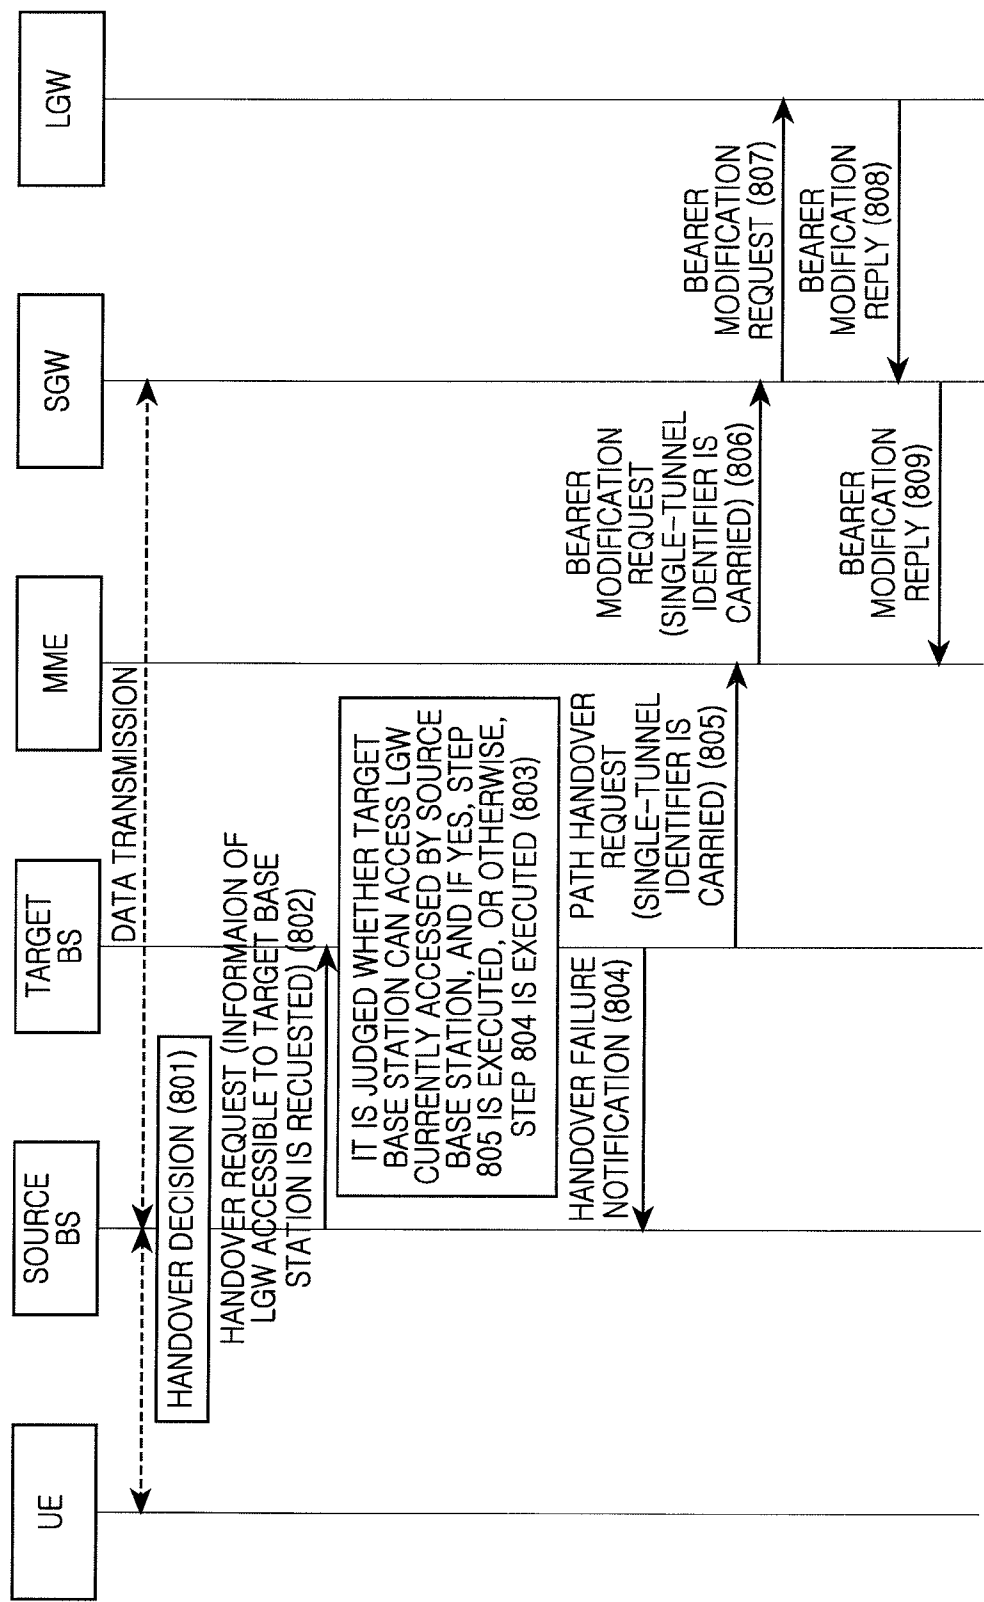 UE
SOURCE
BS
TARGET
BS
MME
SGW
LGW
DATA TRANSMISSION
HANDOVER DECISION (801)
HANDOVER REQUEST (INFORMAION OF
LGW ACCESSIBLE TO TARGET BASE
STATION IS RECUESTED) (802)
IT IS JUDGED WHETHER TARGET
BASE STATION CAN ACCESS LGW
CURRENTLY ACCESSED BY SOURCE
BASE STATION, AND IF YES, STEP
805 IS EXECUTED, OR OTHERWISE,
STEP 804 IS EXECUTED (803)
HANDOVER FAILURE
NOTIFICATION (804)
PATH HANDOVER
REQUEST
(SINGLE-TUNNEL
IDENTIFIER IS
CARRIED) (805)
BEARER
MODIFICATION
REQUEST
(SINGLE-TUNNEL
IDENTIFIER IS
CARRIED) (806)
BEARER
MODIFICATION
REQUEST (807)
BEARER
MODIFICATION
REPLY (808)
BEARER
MODIFICATION
REPLY (809)